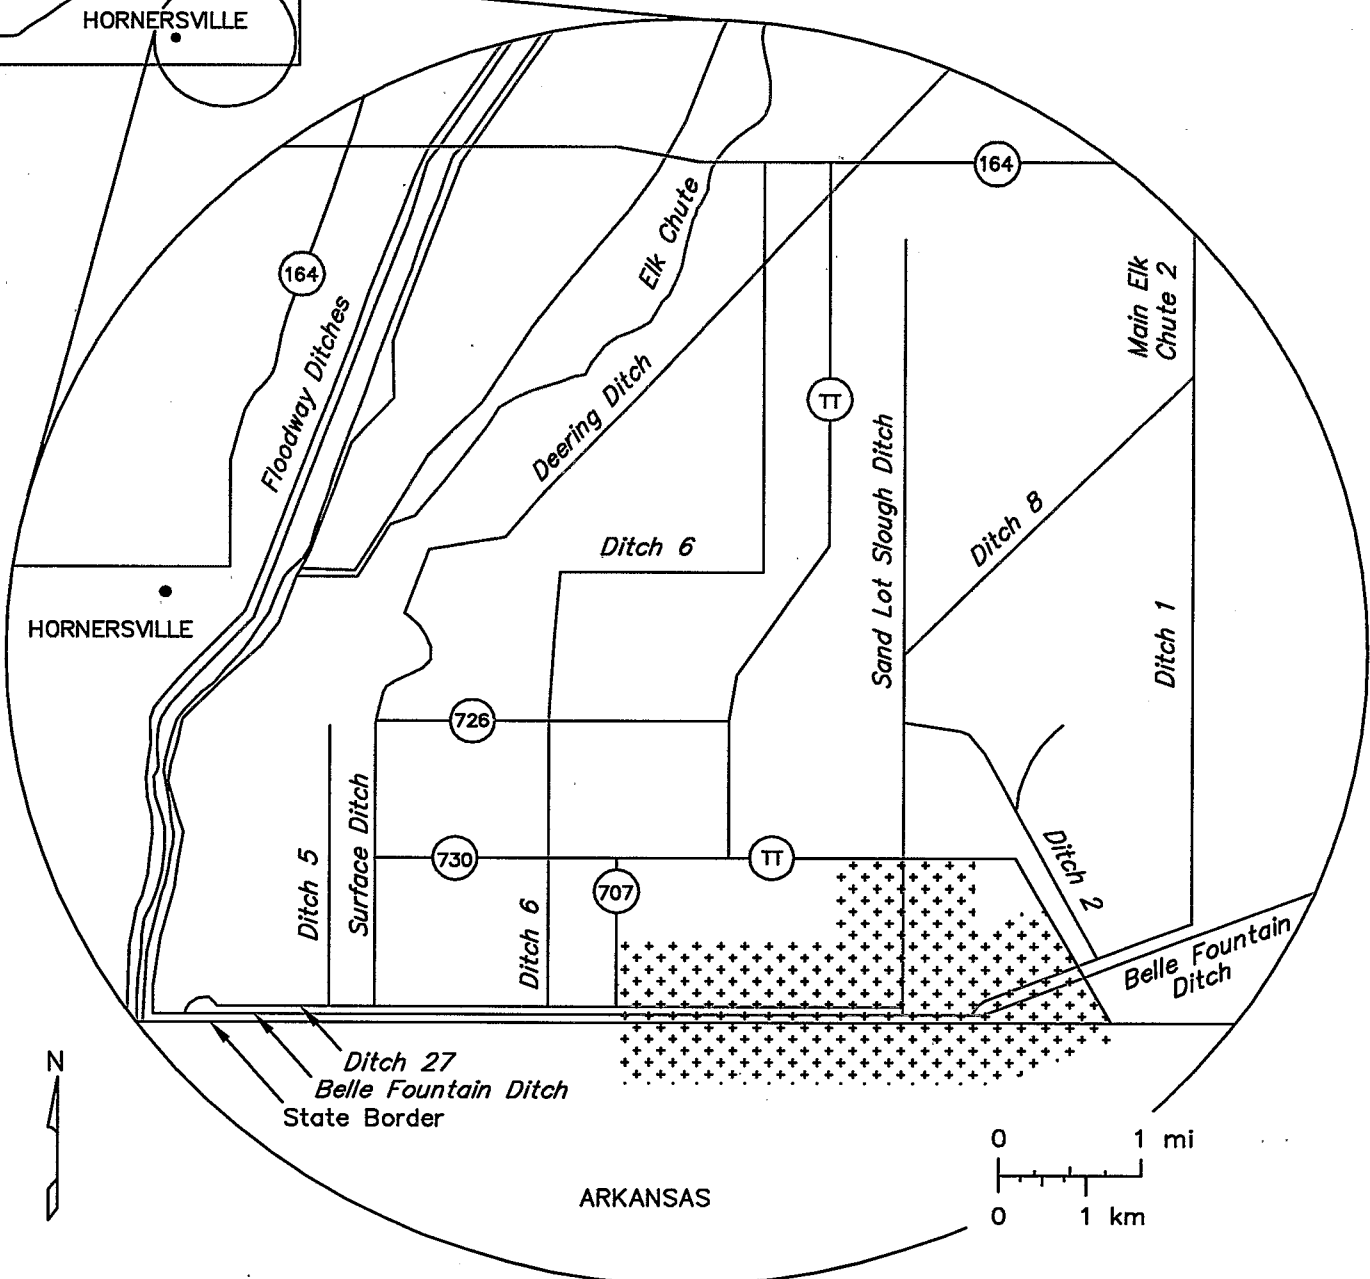 HORNERSVILLE
164
164
Elk Chute
Main Elk
Chute 2
Floodway Ditches
Deering Ditch
TT
Sand Lot Slough Ditch
Ditch 8
Ditch 6
HORNERSVILLE
Ditch 1
726
Surface Ditch
Ditch 5
730
TT
Ditch 2
707
Ditch 6
Belle Fountain
Ditch
N
Ditch 27
Belle Fountain Ditch
State Border
0 1 mi
0 1 km
ARKANSAS